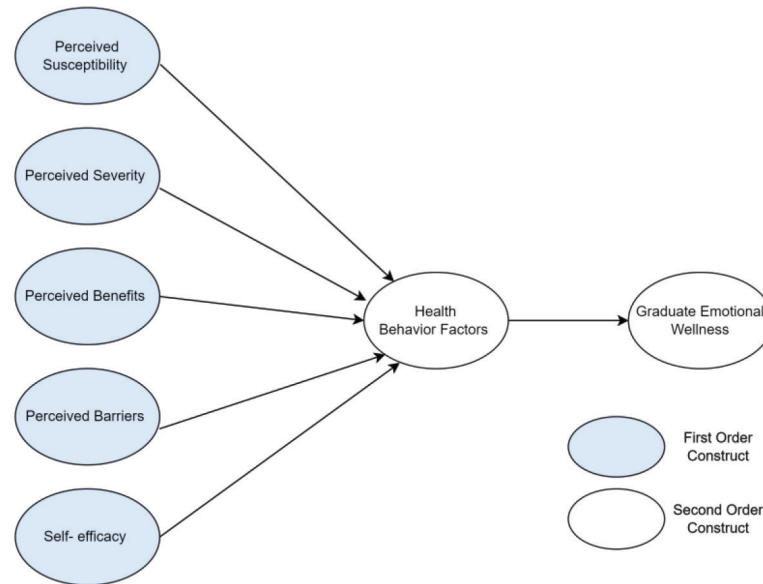 Perceived
Susceptibility
Perceived Severity
Perceived Benefits
Perceived Barriers
Self- efficacy
Health
Behavior Factors
Graduate Emotional
Wellness
First Order
Construct
Second Order
Construct